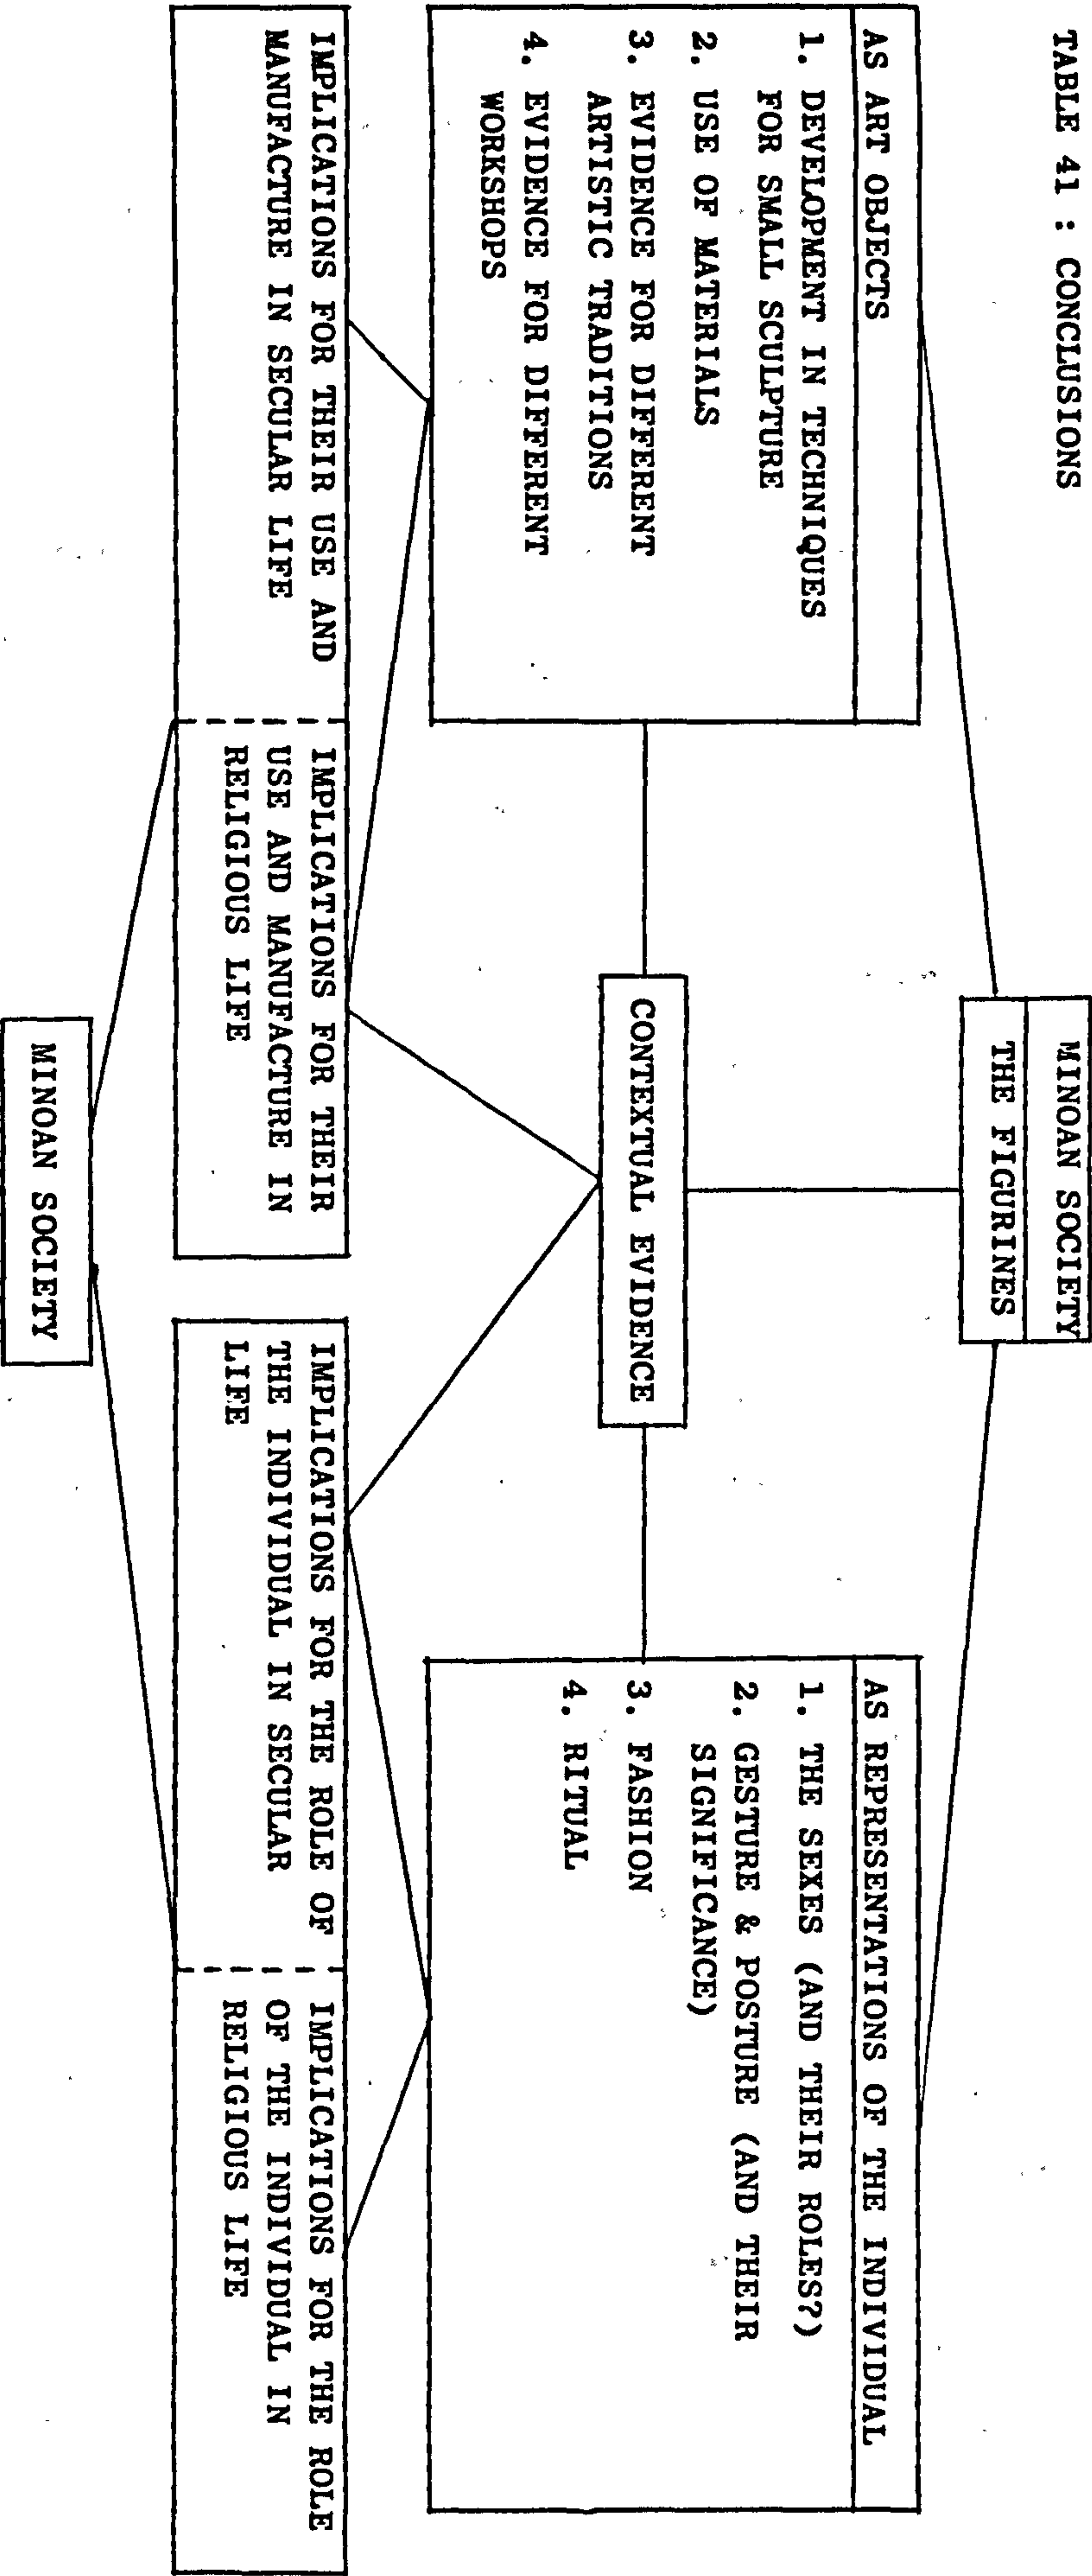 TABLE 41 : CONCLUSIONS
MINOAN SOCIETY
THE FIGURINES
AS ART OBJECTS
1. DEVELOPMENT IN TECHNIQUES
FOR SMALL SCULPTURE
2. USE OF MATERIALS
3. EVIDENCE FOR DIFFERENT
ARTISTIC TRADITIONS
4. EVIDENCE FOR DIFFERENT
WORKSHOPS
CONTEXTUAL EVIDENCE
AS REPRESENTATIONS OF THE INDIVIDUAL
1. THE SEXES (AND THEIR ROLES?)
2. GESTURE & POSTURE (AND THEIR
SIGNIFICANCE)
3. FASHION
4. RITUAL
IMPLICATIONS FOR THEIR USE AND
MANUFACTURE IN SECULAR LIFE
IMPLICATIONS FOR THEIR
USE AND MANUFACTURE IN
RELIGIOUS LIFE
IMPLICATIONS FOR THE ROLE OF
THE INDIVIDUAL IN SECULAR
LIFE
IMPLICATIONS FOR THE ROLE
OF THE INDIVIDUAL IN
RELIGIOUS LIFE
MINOAN SOCIETY